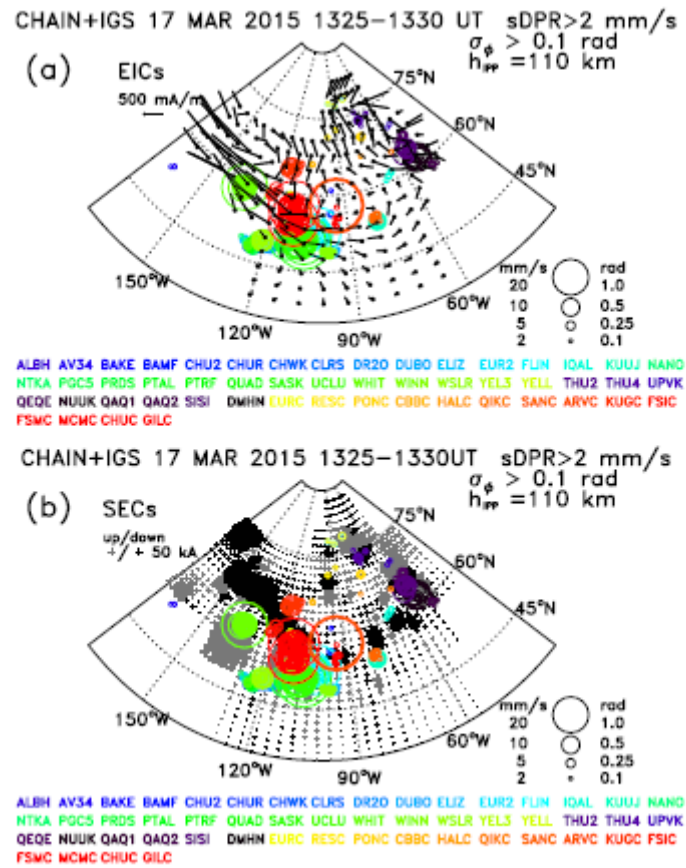 CHAIN+IGS 17 MAR 2015 1325-1330 UT sDPR>2 mm/s
σϕ > 0.1 rad
(a) EICs
hIPP =110 km
500 mA/m
75°N
60°N
45°N
150°W
120°W
90°W
60°W
mm/s rad
20 1.0
10 0.5
5 0.25
2 0.1
ALBH AV34 BAKE BAMF CHU2 CHUR CHWK CLRS DR2O DUBO ELIZ EUR2 FLIN IQAL KUUJ NANO
NTKA PGC5 PRDS PTAL PTRF QUAD SASK UCLU WHIT WINN WSLR YEL3 YELL THU2 THU4 UPVK
QEQE NUUK QAQ1 QAQ2 SISI DMHN EURC RESC PONC CBBC HALC QIKC SANC ARVC KUGC FSIC
FSMC MCMC CHUC GILC
CHAIN+IGS 17 MAR 2015 1325-1330UT sDPR>2 mm/s
σϕ > 0.1 rad
(b) SECs
hIPP =110 km
up/down
+/+ 50 kA
75°N
60°N
45°N
150°W
120°W
90°W
60°W
mm/s rad
20 1.0
10 0.5
5 0.25
2 0.1
ALBH AV34 BAKE BAMF CHU2 CHUR CHWK CLRS DR2O DUBO ELIZ EUR2 FLIN IQAL KUUJ NANO
NTKA PGC5 PRDS PTAL PTRF QUAD SASK UCLU WHIT WINN WSLR YEL3 YELL THU2 THU4 UPVK
QEQE NUUK QAQ1 QAQ2 SISI DMHN EURC RESC PONC CBBC HALC QIKC SANC ARVC KUGC FSIC
FSMC MCMC CHUC GILC